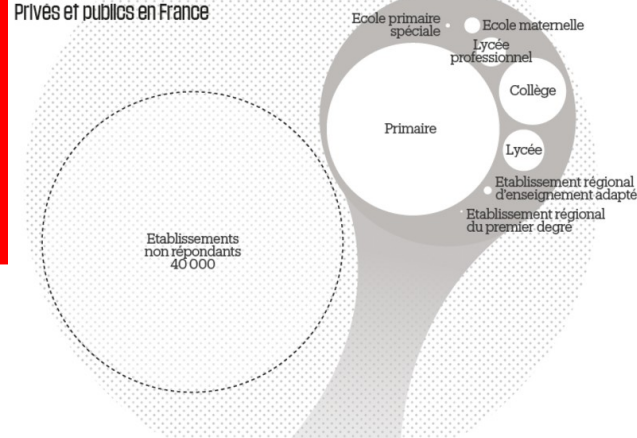 Privés et publics en France
Ecole primaire
spéciale
Ecole maternelle
Lycée
professionnel
Collège
Primaire
Lycée
Etablissement régional
d'enseignement adapté
Etablissement régional
du premier degré
Etablissements
non répondants
40 000